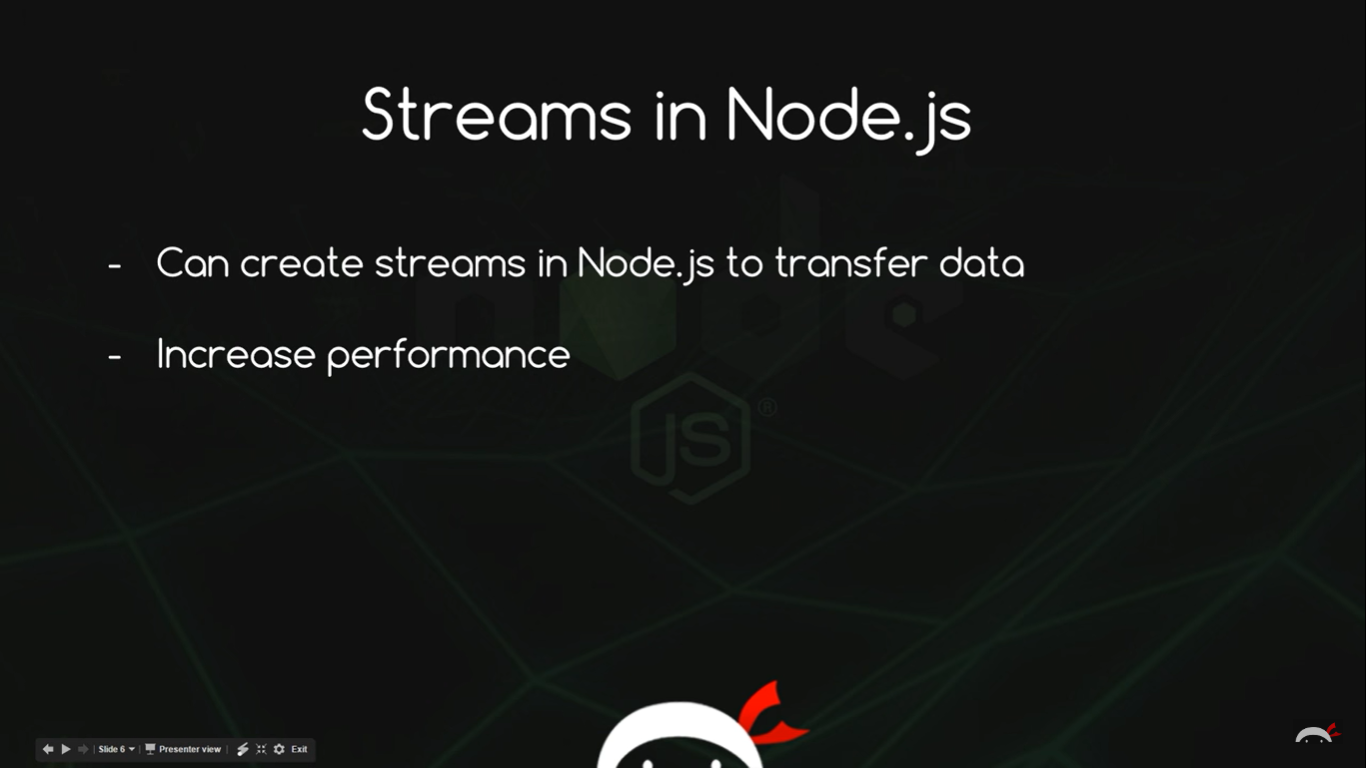 Streams in Node.js
- Can create streams in Node.js to transfer data
- Increase performance
node
JS ®
Slide 6 Presenter view Exit